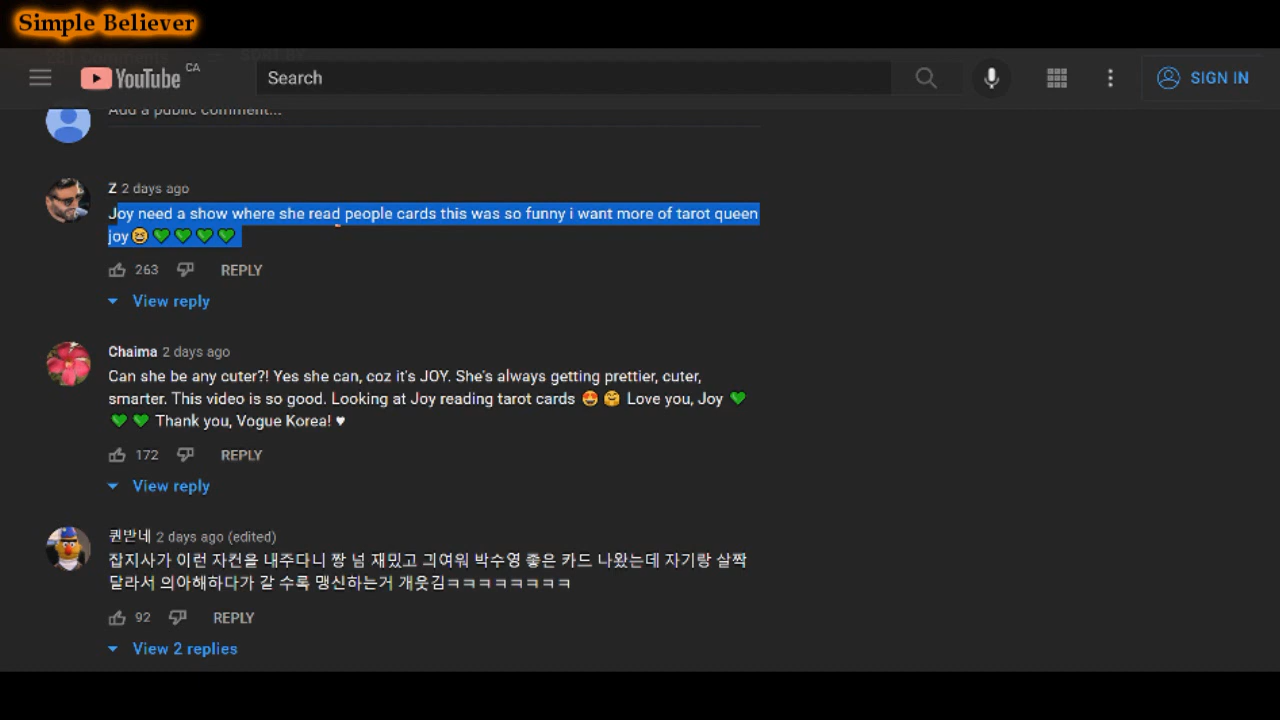 Simple Believer
YouTube CA
Search
SIGN IN
Add a public comment...
Z 2 days ago
Joy need a show where she read people cards this was so funny i want more of tarot queen
joy😆💚💚💚💚
263 REPLY
View reply
Chaima 2 days ago
Can she be any cuter?! Yes she can, coz it's JOY. She's always getting prettier, cuter,
smarter. This video is so good. Looking at Joy reading tarot cards 🤩 🤗 Love you, Joy 💚
💚 💚 Thank you, Vogue Korea! ♥
172 REPLY
View reply
퀸반네 2 days ago (edited)
잡지사가 이런 자컨을 내주다니 짱 넘 재밌고 긔여워 박수영 좋은 카드 나왔는데 자기랑 살짝
달라서 의아해하다가 갈 수록 맹신하는거 개웃김ㅋㅋㅋㅋㅋㅋㅋㅋ
92 REPLY
View 2 replies